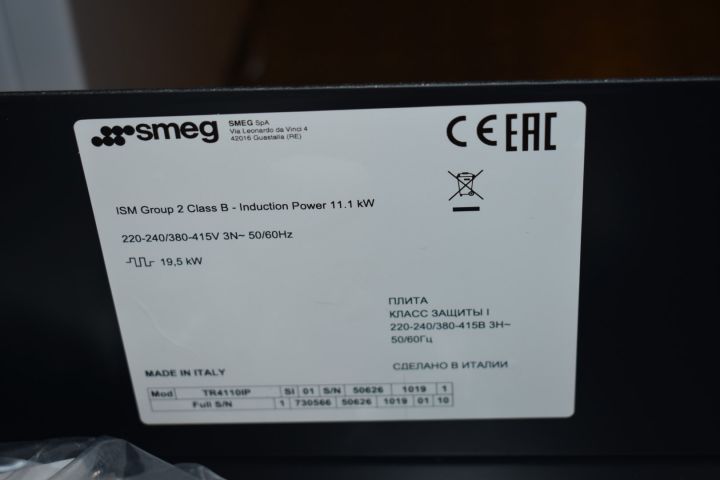 smeg
SMEG SpA
Via Leonardo da Vinci 4
42016 Guastalla (RE)
CE EAC
ISM Group 2 Class B - Induction Power 11.1 kW
220-240/380-415V 3N~ 50/60Hz
19,5 kW
ПЛИТА
КЛАСС ЗАЩИТЫ I
220-240/380-415В 3Н~
50/60Гц
MADE IN ITALY
СДЕЛАНО В ИТАЛИИ
Mod TR4110IP SI 01 S/N 50626 1019 1
Full S/N 1 730566 50626 1019 01 10